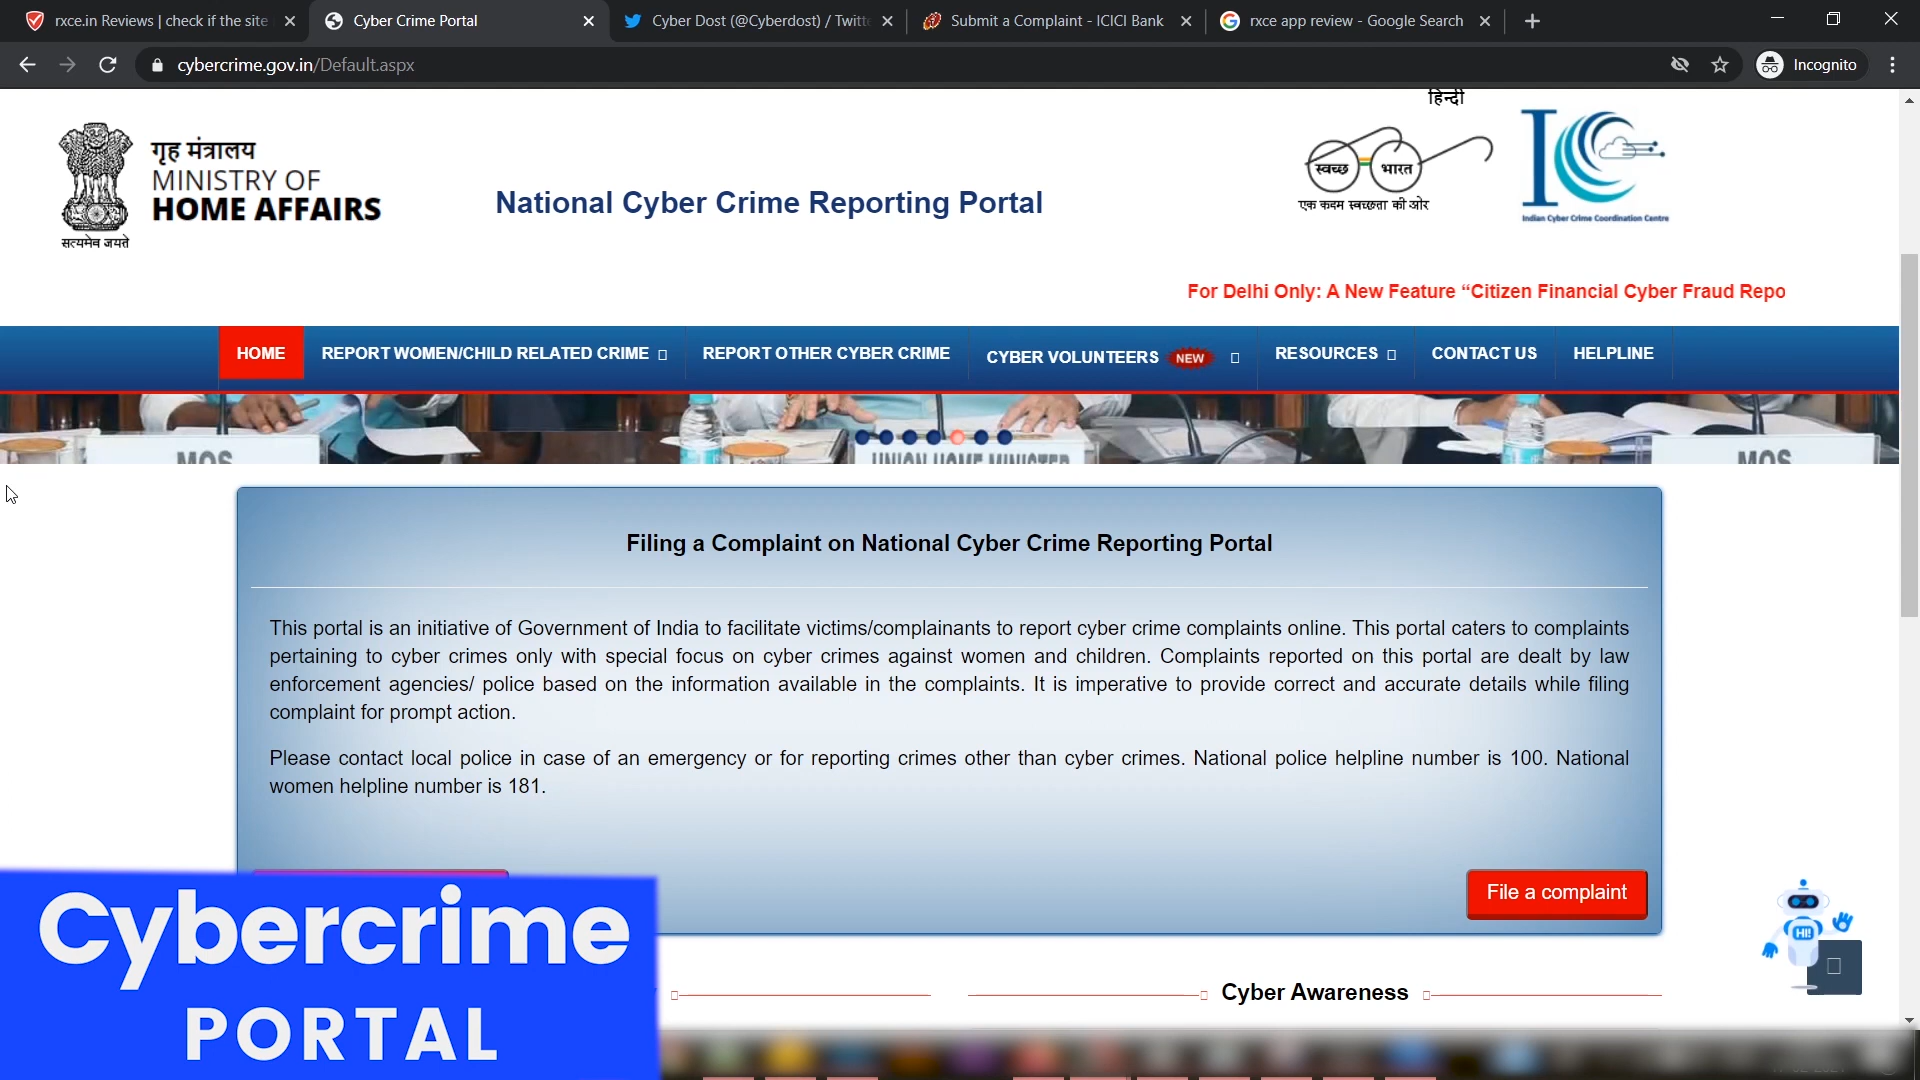 rxce.in Reviews | check if the site
Cyber Crime Portal
Cyber Dost (@Cyberdost) / Twitte
Submit a Complaint - ICICI Bank
rxce app review - Google Search
cybercrime.gov.in/Default.aspx
Incognito
हिन्दी
गृह मंत्रालय
MINISTRY OF
HOME AFFAIRS
सत्यमेव जयते
National Cyber Crime Reporting Portal
स्वच्छ भारत
एक कदम स्वच्छता की ओर
Indian Cyber Crime Coordination Centre
For Delhi Only: A New Feature “Citizen Financial Cyber Fraud Repo
HOME
REPORT WOMEN/CHILD RELATED CRIME
REPORT OTHER CYBER CRIME
CYBER VOLUNTEERS NEW
RESOURCES
CONTACT US
HELPLINE
MOS
UNION HOME MINISTER
MOS
Filing a Complaint on National Cyber Crime Reporting Portal
This portal is an initiative of Government of India to facilitate victims/complainants to report cyber crime complaints online. This portal caters to complaints
pertaining to cyber crimes only with special focus on cyber crimes against women and children. Complaints reported on this portal are dealt by law
enforcement agencies/ police based on the information available in the complaints. It is imperative to provide correct and accurate details while filing
complaint for prompt action.
Please contact local police in case of an emergency or for reporting crimes other than cyber crimes. National police helpline number is 100. National
women helpline number is 181.
File a complaint
HI!
Cybercrime
PORTAL
Cyber Awareness